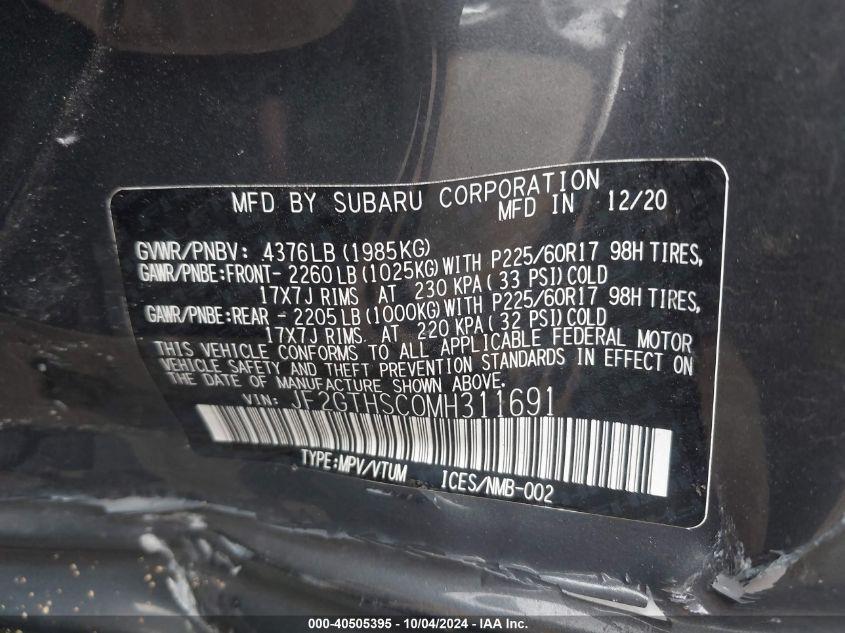 MFD BY SUBARU CORPORATION
MFD IN 12/20
GVWR/PNBV: 4376LB (1985KG)
GAWR/PNBE:FRONT- 2260 LB (1025KG) WITH P225/60R17 98H TIRES,
17X7J RIMS AT 230 KPA ( 33 PSI) COLD
GAWR/PNBE:REAR - 2205 LB (1000KG) WITH P225/60R17 98H TIRES,
17X7J RIMS AT 220 KPA ( 32 PSI) COLD
THIS VEHICLE CONFORMS TO ALL APPLICABLE FEDERAL MOTOR
VEHICLE SAFETY AND THEFT PREVENTION STANDARDS IN EFFECT ON
THE DATE OF MANUFACTURE SHOWN ABOVE.
VIN: JF2GTHSC0MH311691
TYPE:MPV/VTUM ICES/NMB-002
000-40505395 - 10/04/2024 - IAA Inc.